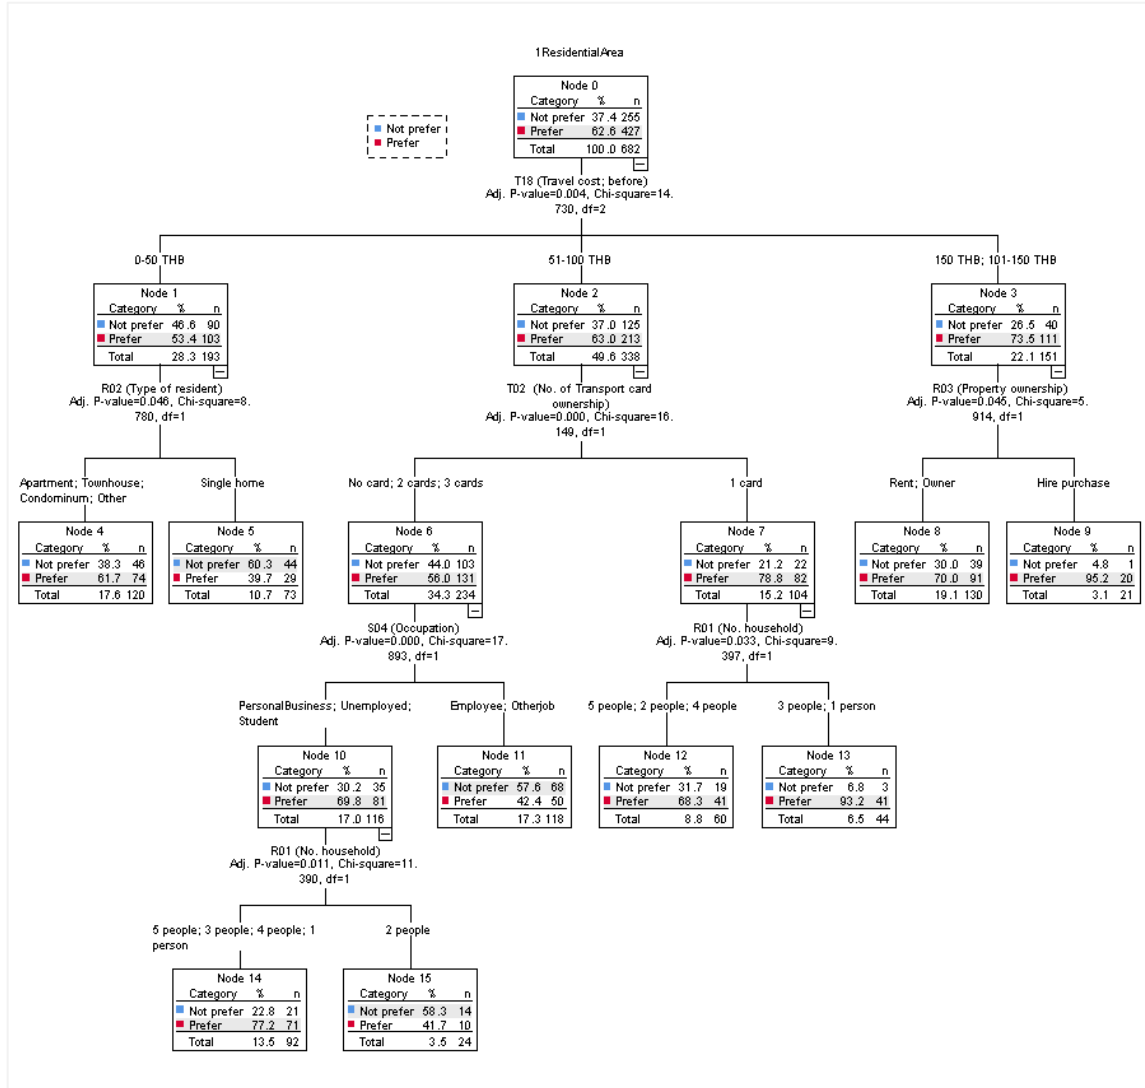 1ResidentialArea
Node 0
Category % n
Not prefer 37.4 255
Prefer 62.6 427
Total 100.0 682
Not prefer
Prefer
T18 (Travel cost; before)
Adj. P-value=0.004, Chi-square=14.
730, df=2
0-50 THB
51-100 THB
150 THB; 101-150 THB
Node 1
Category % n
Not prefer 46.6 90
Prefer 53.4 103
Total 28.3 193
Node 2
Category % n
Not prefer 37.0 125
Prefer 63.0 213
Total 49.6 338
Node 3
Category % n
Not prefer 26.5 40
Prefer 73.5 111
Total 22.1 151
R02 (Type of resident)
Adj. P-value=0.046, Chi-square=8.
780, df=1
T02 (No. of Transport card
ownership)
Adj. P-value=0.000, Chi-square=16.
149, df=1
R03 (Property ownership)
Adj. P-value=0.045, Chi-square=5.
914, df=1
Apartment; Townhouse;
Condominum; Other
Single home
No card; 2 cards; 3 cards
1 card
Rent; Owner
Hire purchase
Node 4
Category % n
Not prefer 38.3 46
Prefer 61.7 74
Total 17.6 120
Node 5
Category % n
Not prefer 60.3 44
Prefer 39.7 29
Total 10.7 73
Node 6
Category % n
Not prefer 44.0 103
Prefer 56.0 131
Total 34.3 234
Node 7
Category % n
Not prefer 21.2 22
Prefer 78.8 82
Total 15.2 104
Node 8
Category % n
Not prefer 30.0 39
Prefer 70.0 91
Total 19.1 130
Node 9
Category % n
Not prefer 4.8 1
Prefer 95.2 20
Total 3.1 21
S04 (Occupation)
Adj. P-value=0.000, Chi-square=17.
893, df=1
R01 (No. household)
Adj. P-value=0.033, Chi-square=9.
397, df=1
PersonalBusiness; Unemployed;
Student
Employee; Otherjob
5 people; 2 people; 4 people
3 people; 1 person
Node 10
Category % n
Not prefer 30.2 35
Prefer 69.8 81
Total 17.0 116
Node 11
Category % n
Not prefer 57.6 68
Prefer 42.4 50
Total 17.3 118
Node 12
Category % n
Not prefer 31.7 19
Prefer 68.3 41
Total 8.8 60
Node 13
Category % n
Not prefer 6.8 3
Prefer 93.2 41
Total 6.5 44
R01 (No. household)
Adj. P-value=0.011, Chi-square=11.
390, df=1
5 people; 3 people; 4 people; 1
person
2 people
Node 14
Category % n
Not prefer 22.8 21
Prefer 77.2 71
Total 13.5 92
Node 15
Category % n
Not prefer 58.3 14
Prefer 41.7 10
Total 3.5 24